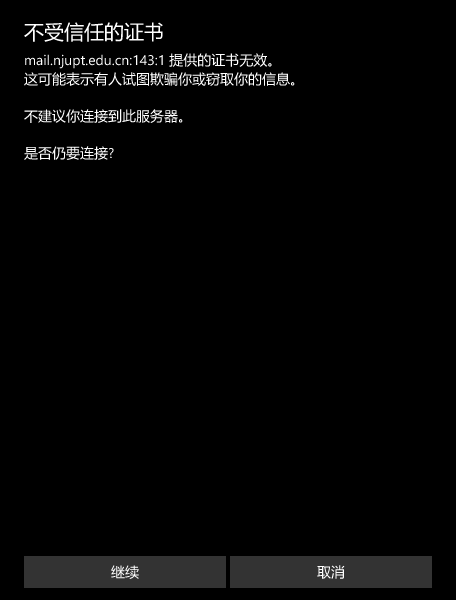 不受信任的证书
mail.njupt.edu.cn:143:1 提供的证书无效。
这可能表示有人试图欺骗你或窃取你的信息。
不建议你连接到此服务器。
是否仍要连接?
继续
取消